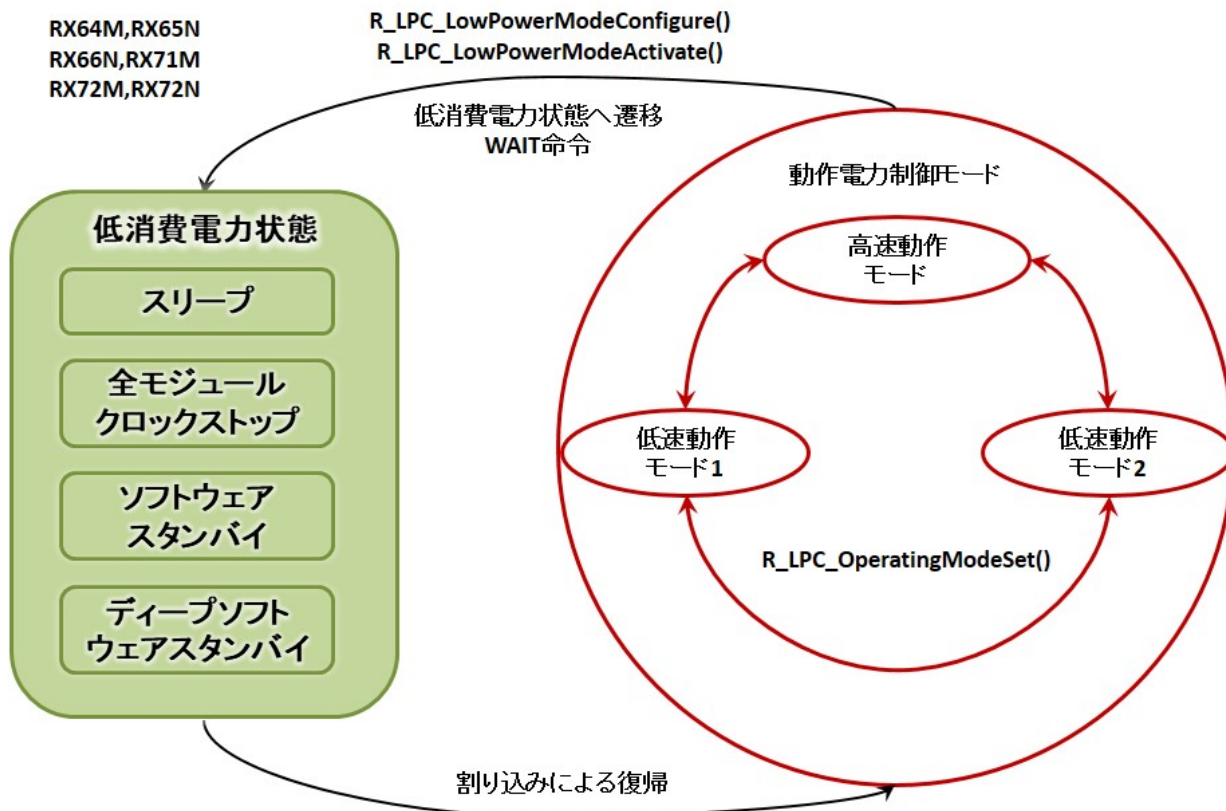 RX64M,RX65N
RX66N,RX71M
RX72M,RX72N
R_LPC_LowPowerModeConfigure()
R_LPC_LowPowerModeActivate()
低消費電力状態へ遷移
WAIT命令
低消費電力状態
スリープ
全モジュール
クロックストップ
ソフトウェア
スタンバイ
ディープソフト
ウェアスタンバイ
動作電力制御モード
高速動作
モード
低速動作
モード1
低速動作
モード2
R_LPC_OperatingModeSet()
割り込みによる復帰